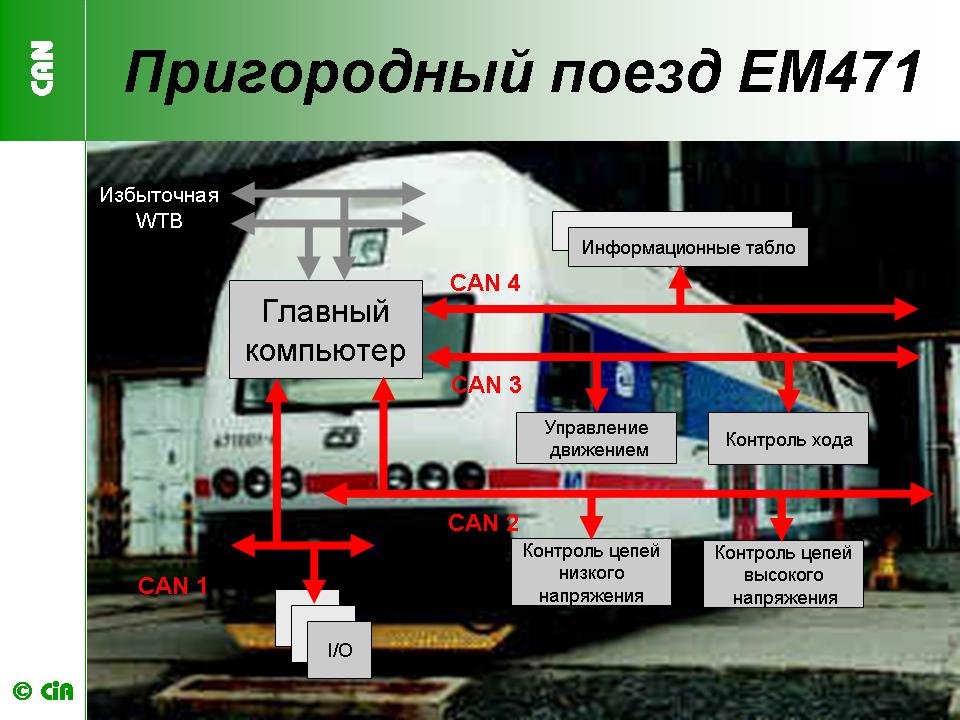 CAN
Пригородный поезд EM471
Избыточная
WTB
Информационные табло
CAN 4
Главный
компьютер
CAN 3
Управление
движением
Контроль хода
CAN 2
Контроль цепей
низкого
напряжения
Контроль цепей
высокого
напряжения
CAN 1
I/O
© CiA